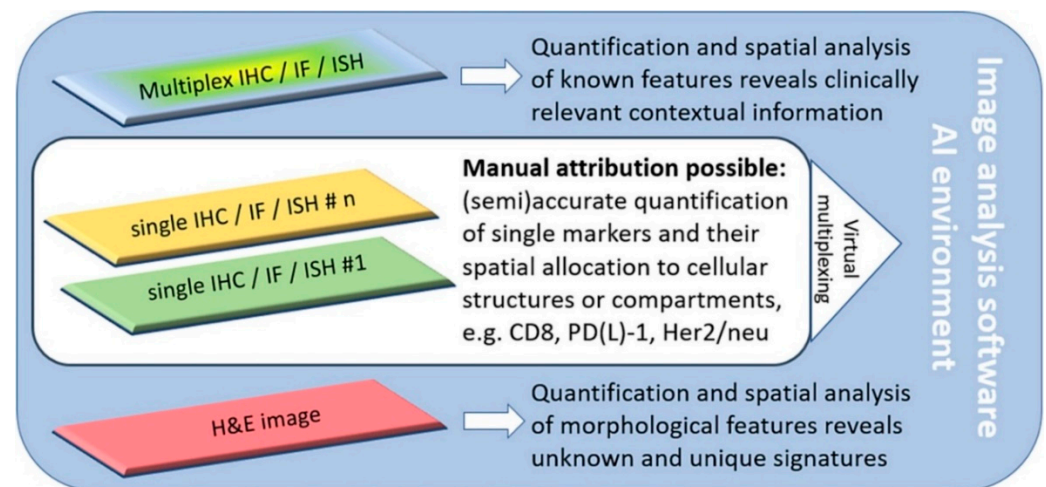 Multiplex IHC / IF / ISH
Quantification and spatial analysis
of known features reveals clinically
relevant contextual information
single IHC / IF / ISH # n
single IHC / IF / ISH #1
Manual attribution possible:
(semi)accurate quantification
of single markers and their
spatial allocation to cellular
structures or compartments,
e.g. CD8, PD(L)-1, Her2/neu
Virtual
multiplexing
H&E image
Quantification and spatial analysis
of morphological features reveals
unknown and unique signatures
Image analysis software
AI environment